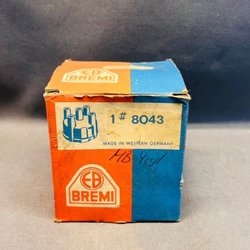 EB
BREMI
1 # 8043
MADE IN WESTERN GERMANY
EB
BREMI